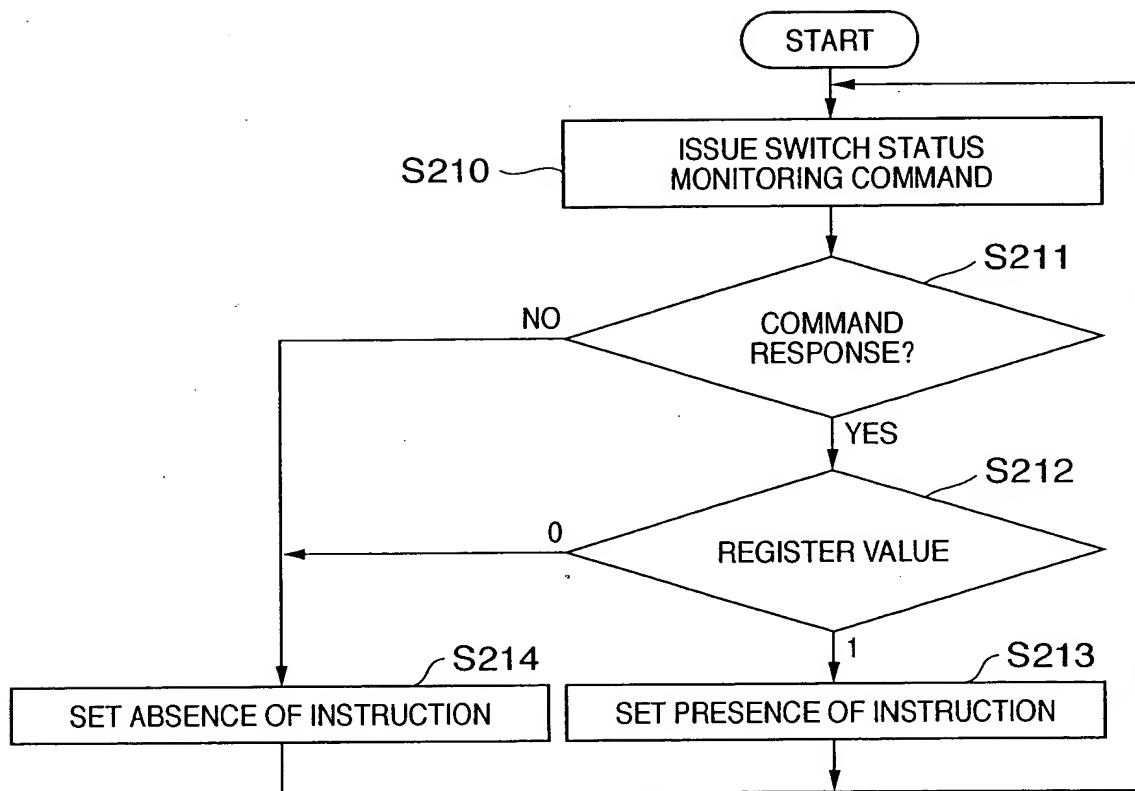 START
ISSUE SWITCH STATUS
MONITORING COMMAND
S210
S211
NO
COMMAND
RESPONSE?
YES
S212
0
REGISTER VALUE
1
S214
S213
SET ABSENCE OF INSTRUCTION
SET PRESENCE OF INSTRUCTION